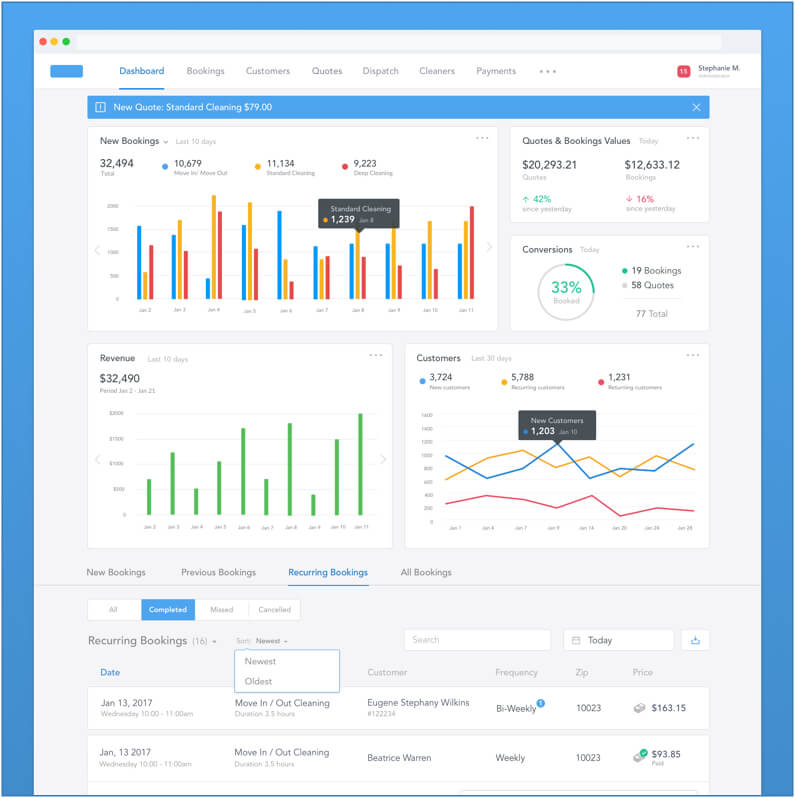 Dashboard Bookings Customers Quotes Dispatch Cleaners Payments
15 Stephanie M.
Administrator
New Quote: Standard Cleaning $79.00
New Bookings Last 10 days
32,494
Total
10,679
Move In/ Move Out
11,134
Standard Cleaning
9,223
Deep Cleaning
Standard Cleaning
1,239 Jan 8
2000
1500
1000
500
0
Jan 2 Jan 3 Jan 4 Jan 5 Jan 6 Jan 7 Jan 8 Jan 9 Jan 10 Jan 11
Quotes & Bookings Values Today
$20,293.21 $12,633.12
Quotes Bookings
42% 16%
since yesterday since yesterday
Conversions Today
33%
Booked
19 Bookings
58 Quotes
77 Total
Revenue Last 10 days
$32,490
Period Jan 2 - Jan 21
$2000
$1500
$1000
$500
0
Jan 2 Jan 3 Jan 4 Jan 5 Jan 6 Jan 7 Jan 8 Jan 9 Jan 10 Jan 11
Customers Last 30 days
3,724
New customers
5,788
Recurring customers
1,231
Returning customers
New Customers
1,203 Jan 10
1600
1400
1200
1000
800
600
400
200
0
Jan 1 Jan 4 Jan 7 Jan 9 Jan 14 Jan 20 Jan 24 Jan 28
New Bookings Previous Bookings Recurring Bookings All Bookings
All Completed Missed Cancelled
Recurring Bookings (16) Sort: Newest Search Today
Newest
Oldest
Date Customer Frequency Zip Price
Jan 13, 2017 Move In / Out Cleaning Eugene Stephany Wilkins Bi-Weekly 1 10023 $163.15
Wednesday 10:00 - 11:00am Duration 3.5 hours #122234
Jan, 13 2017 Move In / Out Cleaning Beatrice Warren Weekly 10023 $93.85
Wednesday 10:00 - 11:00am Duration 3.5 hours Paid